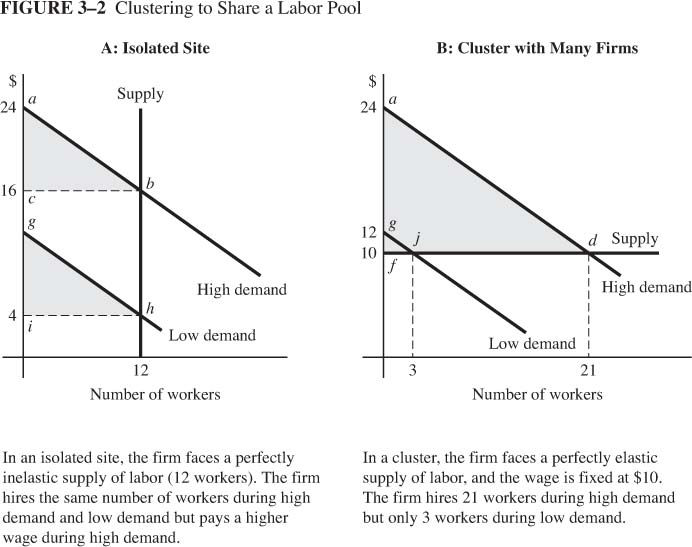 FIGURE 3–2 Clustering to Share a Labor Pool
A: Isolated Site
$
24
a
Supply
16
b
c
g
High demand
4
h
i
Low demand
12
Number of workers
In an isolated site, the firm faces a perfectly
inelastic supply of labor (12 workers). The firm
hires the same number of workers during high
demand and low demand but pays a higher
wage during high demand.
B: Cluster with Many Firms
$
24
a
12
g
j
d
Supply
10
f
High demand
Low demand
3
21
Number of workers
In a cluster, the firm faces a perfectly elastic
supply of labor, and the wage is fixed at $10.
The firm hires 21 workers during high demand
but only 3 workers during low demand.